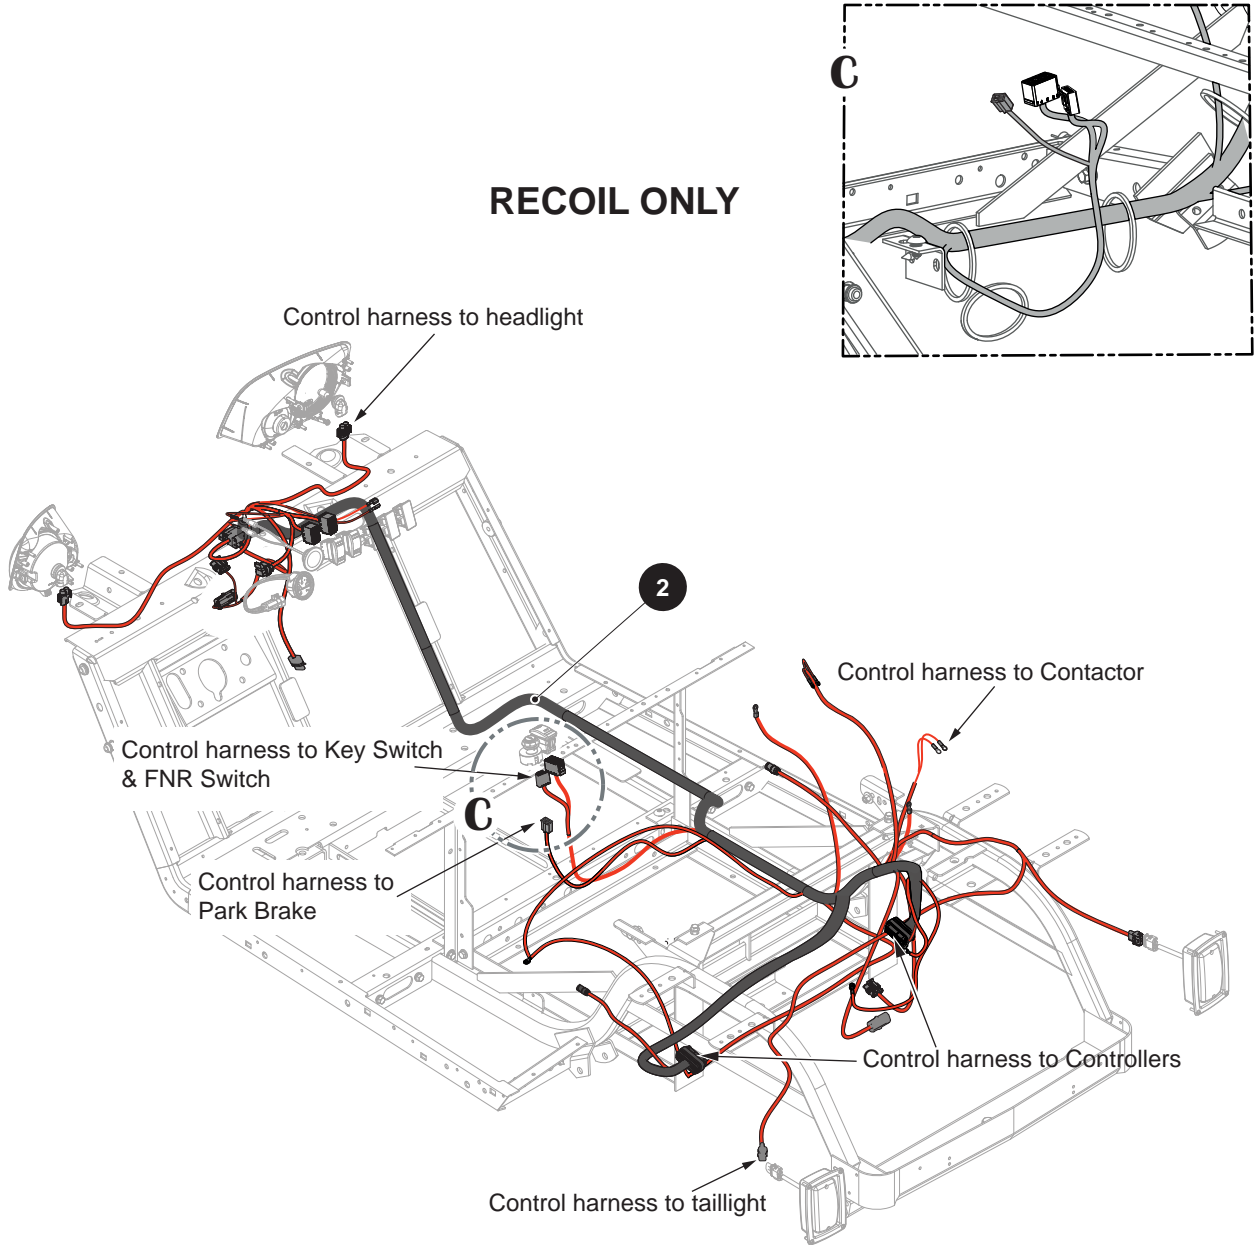 C
RECOIL ONLY
Control harness to headlight
2
Control harness to Contactor
Control harness to Key Switch
& FNR Switch
C
Control harness to
Park Brake
Control harness to Controllers
Control harness to taillight